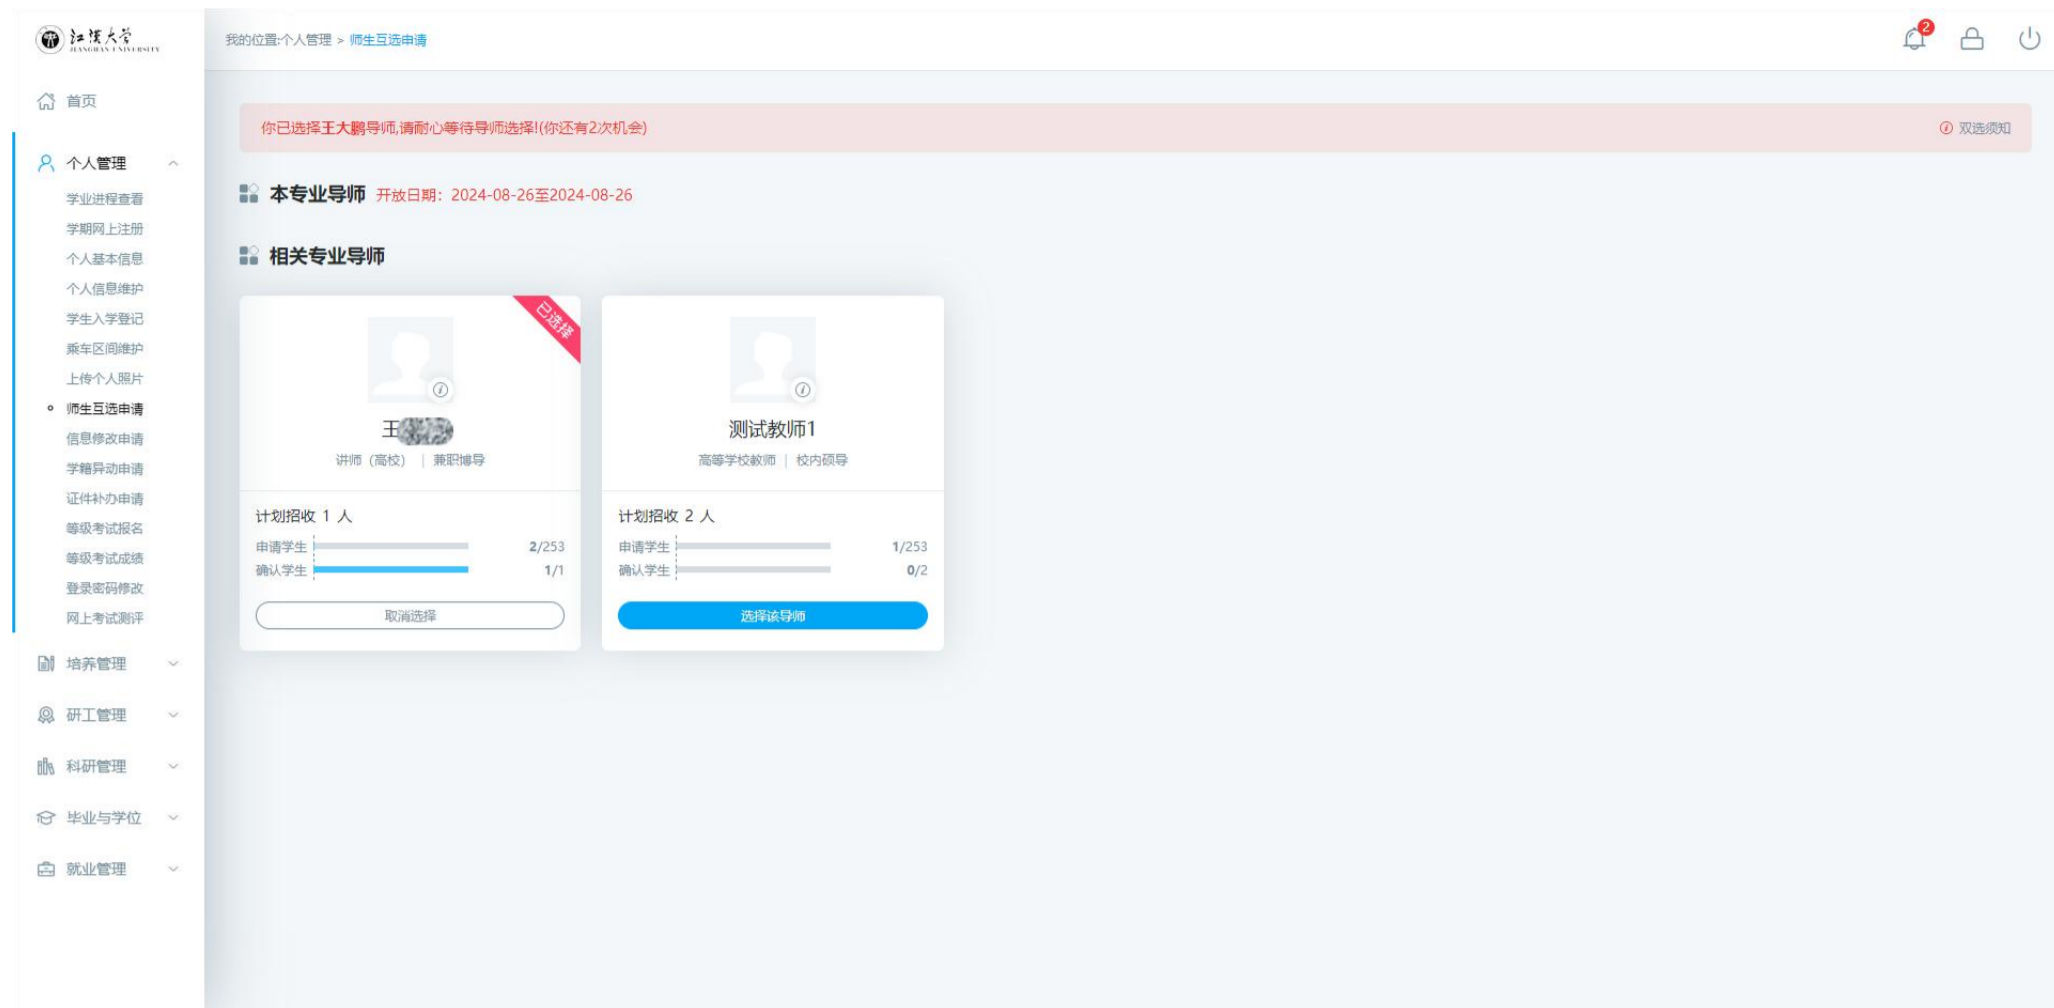 江汉大学
JIANGHAN UNIVERSITY
我的位置:个人管理 > 师生互选申请
2
首页
个人管理
学业进程查看
学期网上注册
个人基本信息
个人信息维护
学生入学登记
乘车区间维护
上传个人照片
师生互选申请
信息修改申请
学籍异动申请
证件补办申请
等级考试报名
等级考试成绩
登录密码修改
网上考试测评
培养管理
研工管理
科研管理
毕业与学位
就业管理
你已选择王大鹏导师,请耐心等待导师选择!(你还有2次机会)
双选须知
本专业导师 开放日期：2024-08-26至2024-08-26
相关专业导师
已选择
王
讲师（高校） | 兼职博导
计划招收 1 人
申请学生 2/253
确认学生 1/1
取消选择
测试教师1
高等学校教师 | 校内硕导
计划招收 2 人
申请学生 1/253
确认学生 0/2
选择该导师